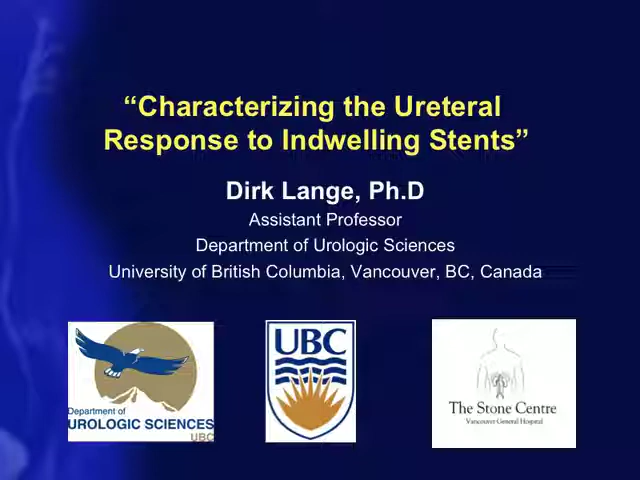 “Characterizing the Ureteral
Response to Indwelling Stents”
Dirk Lange, Ph.D
Assistant Professor
Department of Urologic Sciences
University of British Columbia, Vancouver, BC, Canada
Department of
UROLOGIC SCIENCES
UBC
UBC
The Stone Centre
Vancouver General Hospital